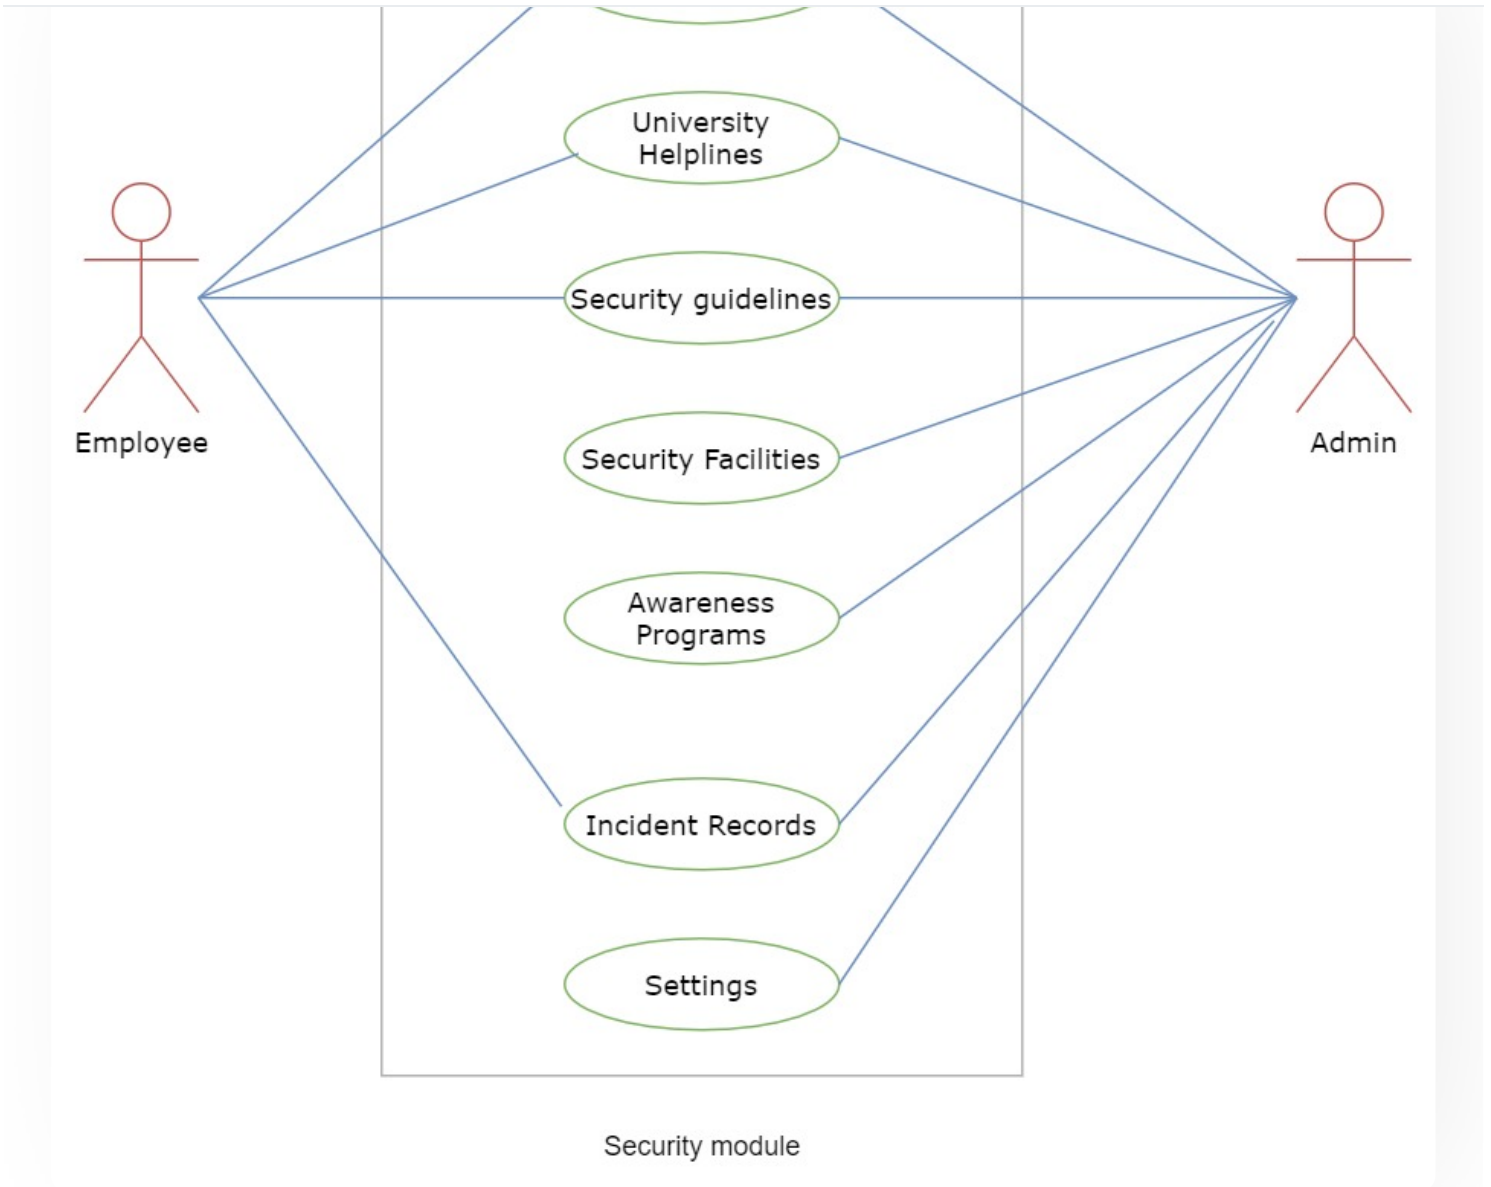 University
Helplines
Security guidelines
Security Facilities
Employee
Admin
Awareness
Programs
Incident Records
Settings
Security module